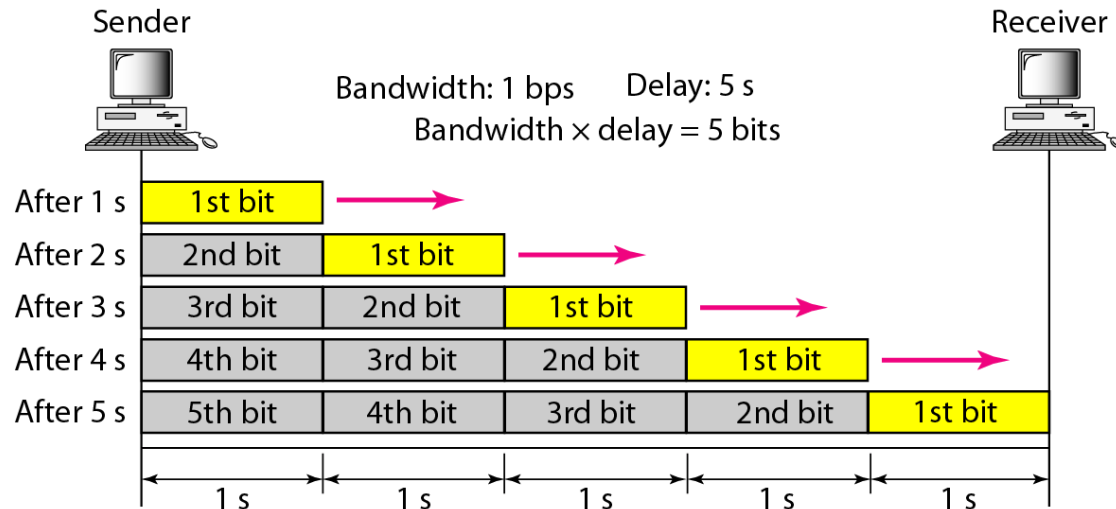 Sender Receiver
Bandwidth: 1 bps Delay: 5 s
Bandwidth × delay = 5 bits
After 1 s 1st bit
After 2 s 2nd bit 1st bit
After 3 s 3rd bit 2nd bit 1st bit
After 4 s 4th bit 3rd bit 2nd bit 1st bit
After 5 s 5th bit 4th bit 3rd bit 2nd bit 1st bit
1 s 1 s 1 s 1 s 1 s